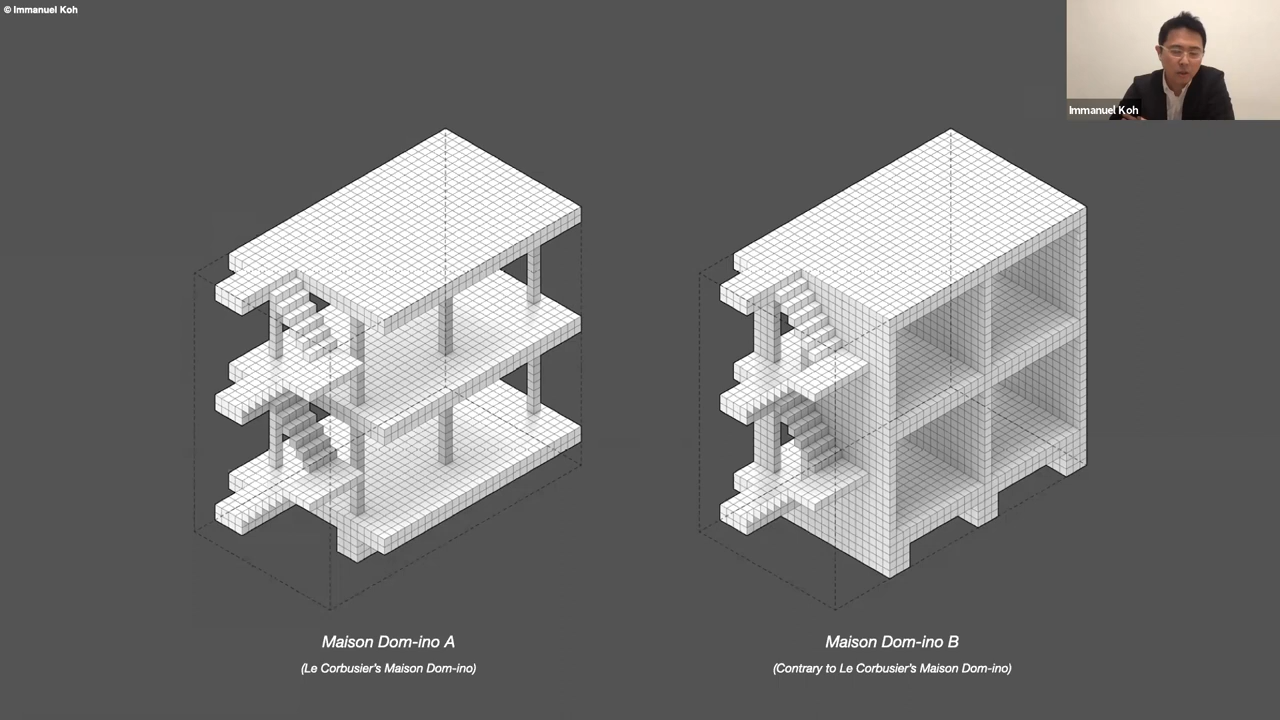 © Immanuel Koh
Immanuel Koh
Maison Dom-ino A
(Le Corbusier's Maison Dom-ino)
Maison Dom-ino B
(Contrary to Le Corbusier's Maison Dom-ino)